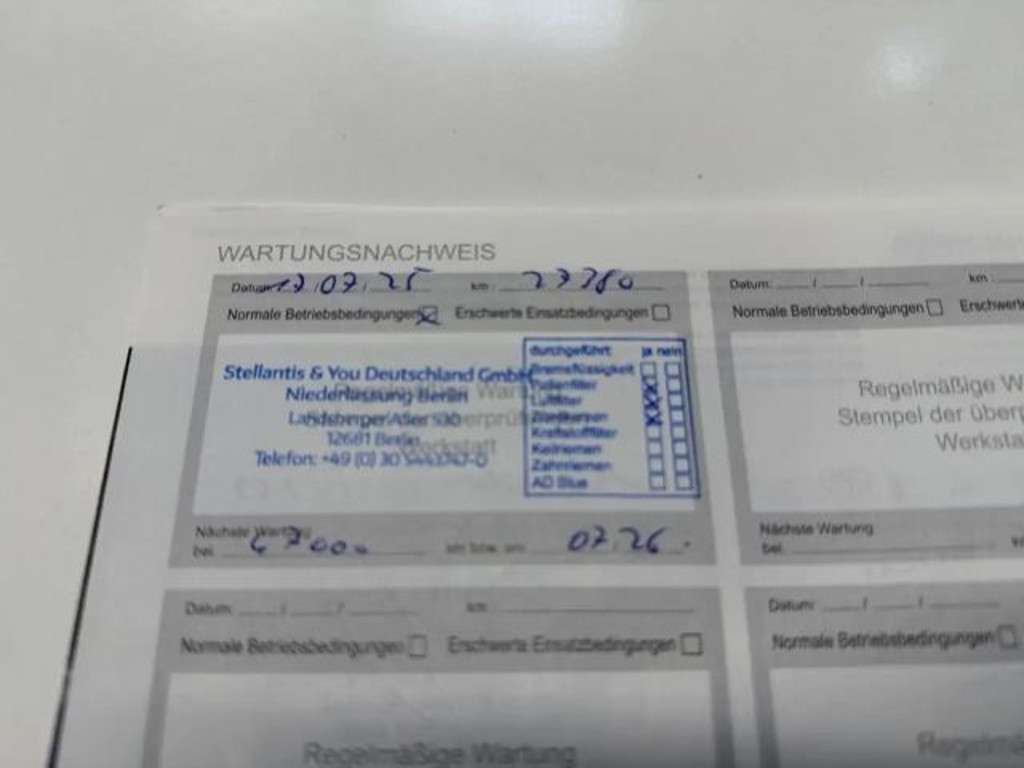 WARTUNGSNACHWEIS
Datum: 17/07/25 km: 27780
Normale Betriebsbedingungen Erschwerte Einsatzbedingungen
Stellantis & You Deutschland GmbH
Niederlassung Berlin
Landsberger Allee
12681 Berlin
Telefon: +49 (0) 30
durchgeführt ja nein
Bremsflüssigkeit
Pollenfilter
Luftfilter
Zündkerzen
Kraftstofffilter
Keilriemen
Zahnriemen
AD Blue
Nächste Wartung
bei 47000 km bzw. am 07.26.
Datum: / / km:
Normale Betriebsbedingungen Erschwerte
Regelmäßige W
Stempel der überp
Werksta
Nächste Wartung
bei
Datum: / / km:
Normale Betriebsbedingungen Erschwerte Einsatzbedingungen
Regelmäßige Wartung
Datum: / /
Normale Betriebsbedingungen